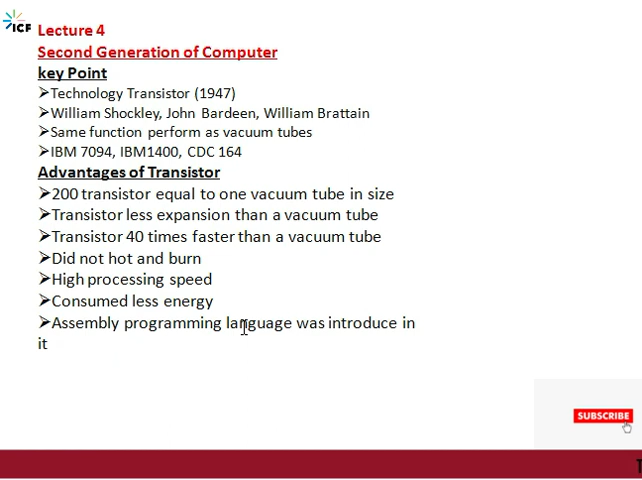 ICF
Lecture 4
Second Generation of Computer
key Point
➢Technology Transistor (1947)
➢William Shockley, John Bardeen, William Brattain
➢Same function perform as vacuum tubes
➢IBM 7094, IBM1400, CDC 164
Advantages of Transistor
➢200 transistor equal to one vacuum tube in size
➢Transistor less expansion than a vacuum tube
➢Transistor 40 times faster than a vacuum tube
➢Did not hot and burn
➢High processing speed
➢Consumed less energy
➢Assembly programming language was introduce in
it
SUBSCRIBE